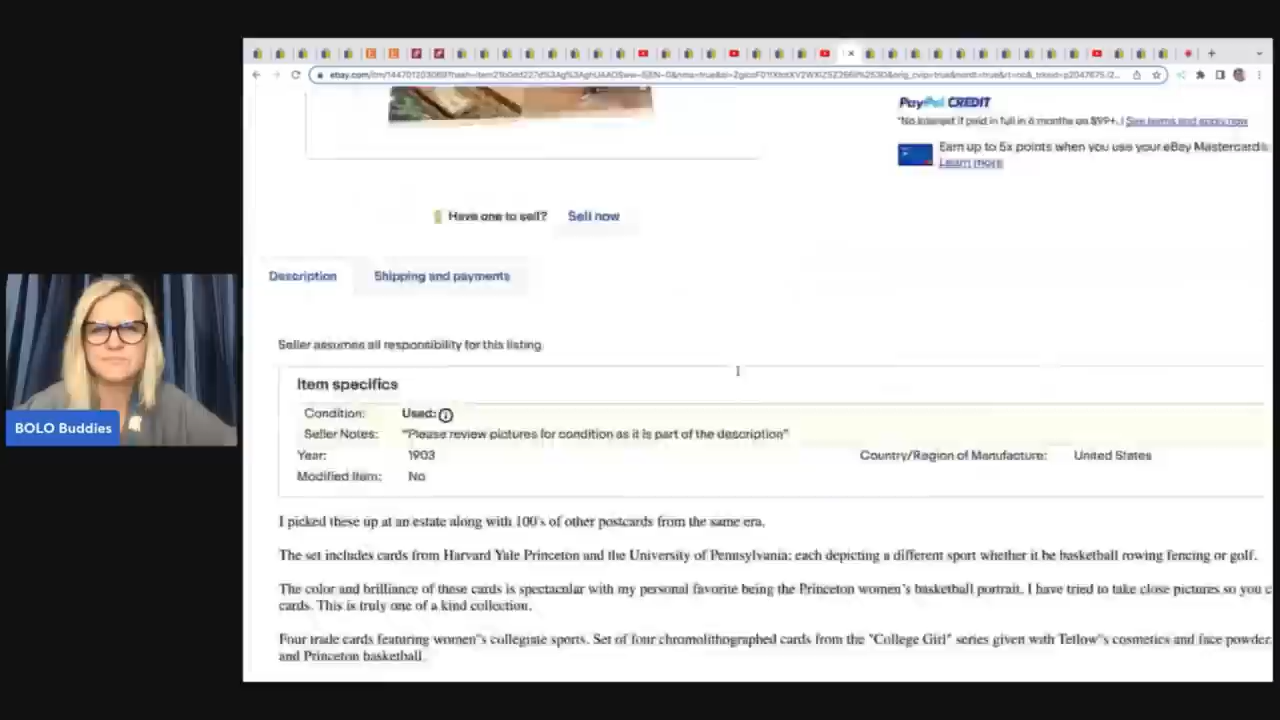 PayPal CREDIT
*No Interest if paid in full in 6 months on $99+. | See terms and apply now
Earn up to 5x points when you use your eBay Mastercard®
Learn more
Have one to sell? Sell now
Description Shipping and payments
Seller assumes all responsibility for this listing.
Item specifics
Condition: Used
Seller Notes: "Please review pictures for condition as it is part of the description"
Year: 1903 Country/Region of Manufacture: United States
Modified Item: No
BOLO Buddies
I picked these up at an estate along with 100's of other postcards from the same era.
The set includes cards from Harvard Yale Princeton and the University of Pennsylvania; each depicting a different sport whether it be basketball rowing fencing or golf.
The color and brilliance of these cards is spectacular with my personal favorite being the Princeton women's basketball portrait. I have tried to take close pictures so you c
cards. This is truly one of a kind collection.
Four trade cards featuring women"s collegiate sports. Set of four chromolithographed cards from the "College Girl" series given with Tetlow"s cosmetics and face powder.
and Princeton basketball.